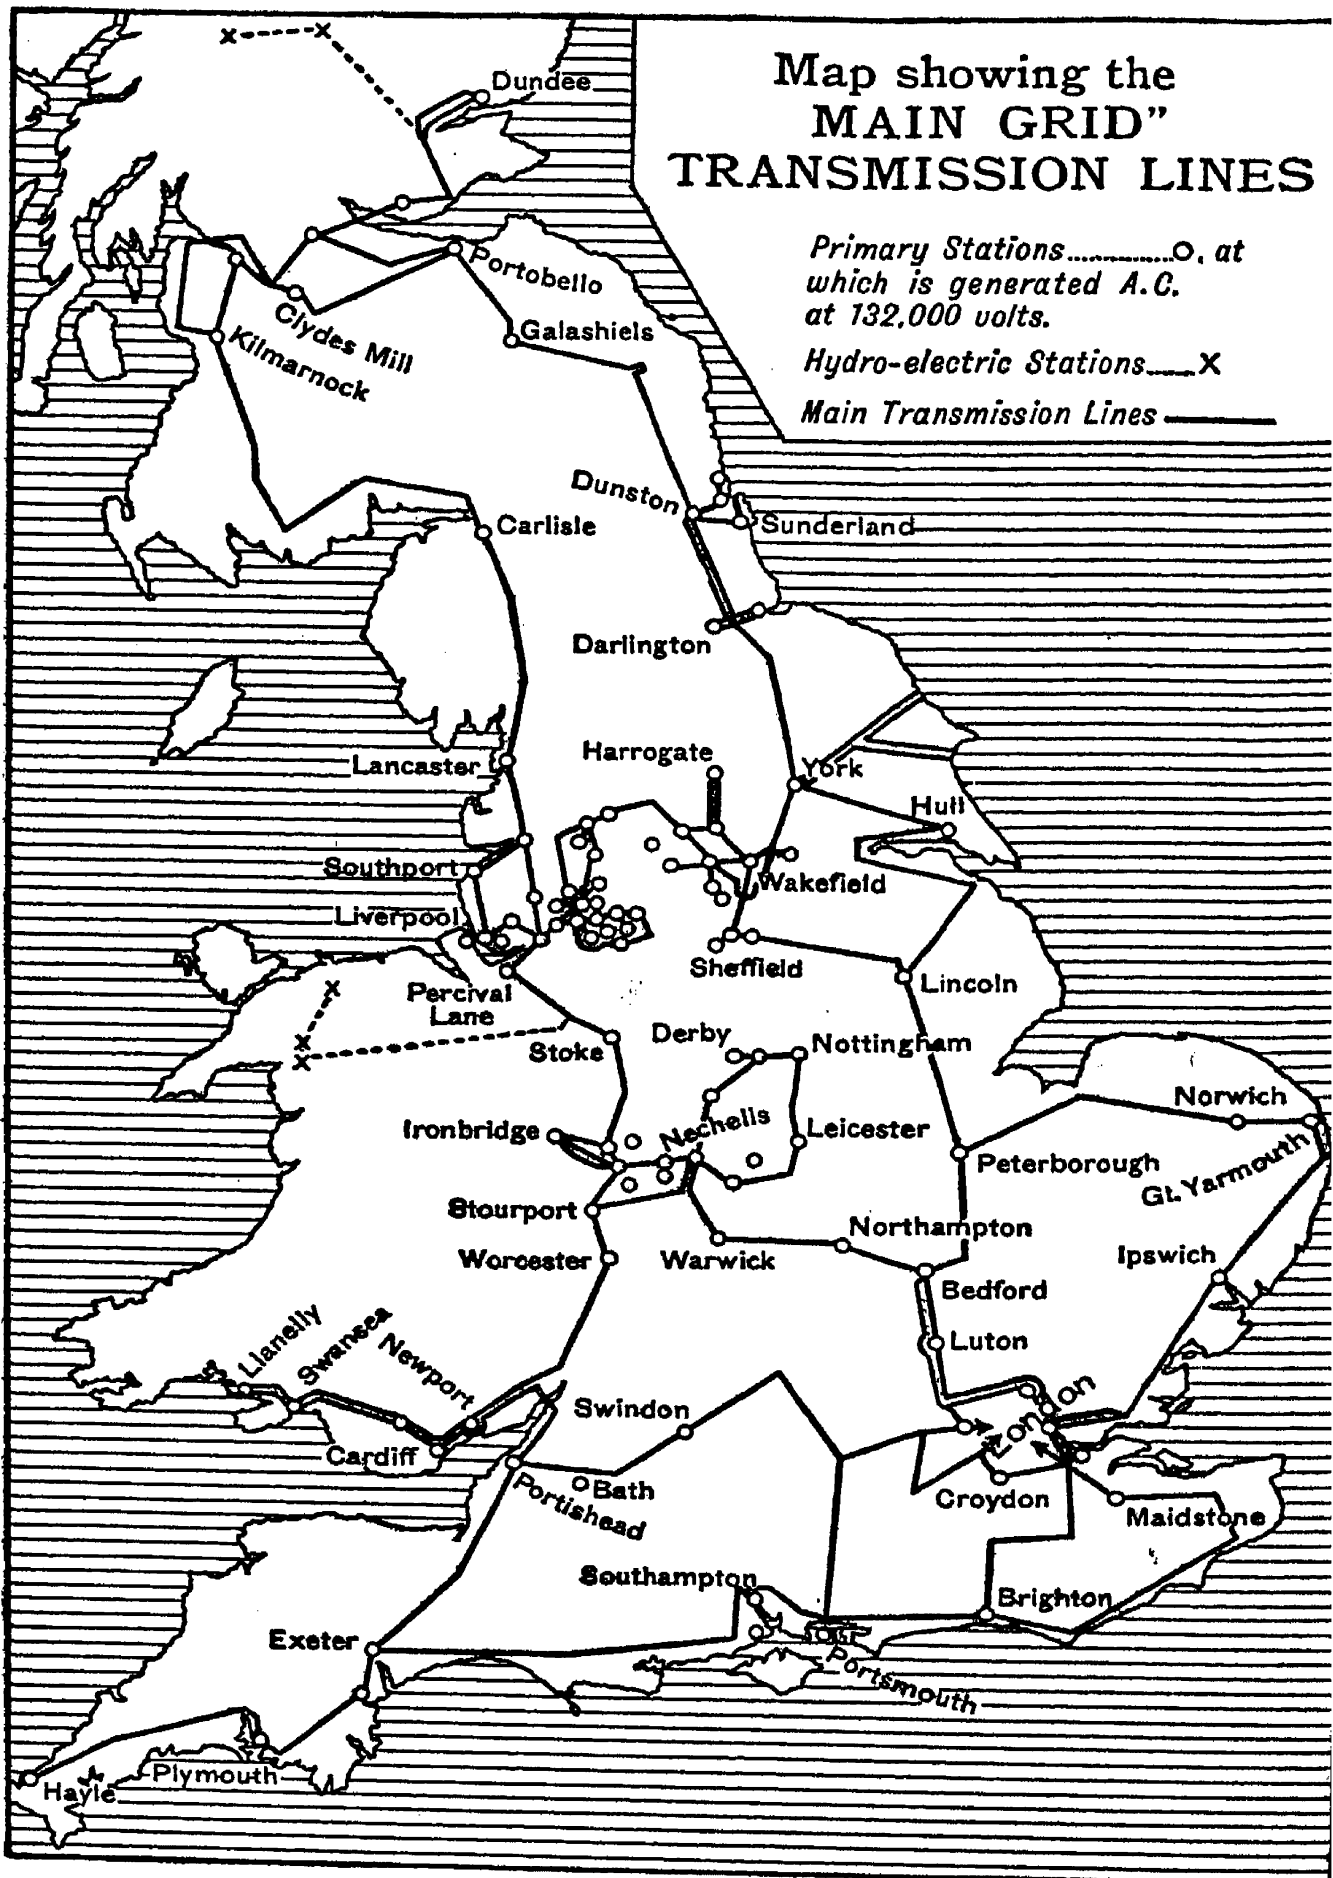 Map showing the
MAIN GRID”
TRANSMISSION LINES
Primary Stations..............O, at
which is generated A.C.
at 132,000 volts.
Hydro-electric Stations......X
Main Transmission Lines
Dundee
Portobello
Galashiels
Clydes Mill
Kilmarnock
Dunston
Sunderland
Carlisle
Darlington
Harrogate
Lancaster
York
Hull
Southport
Wakefield
Liverpool
Sheffield
Lincoln
Percival
Lane
Stoke
Derby
Nottingham
Norwich
Ironbridge
Nechells
Leicester
Peterborough
Gt. Yarmouth
Stourport
Northampton
Worcester
Warwick
Ipswich
Bedford
Luton
Llanelly
Swansea
Newport
Swindon
London
Cardiff
Bath
Portishead
Croydon
Maidstone
Southampton
Brighton
Exeter
Portsmouth
Plymouth
Hayle